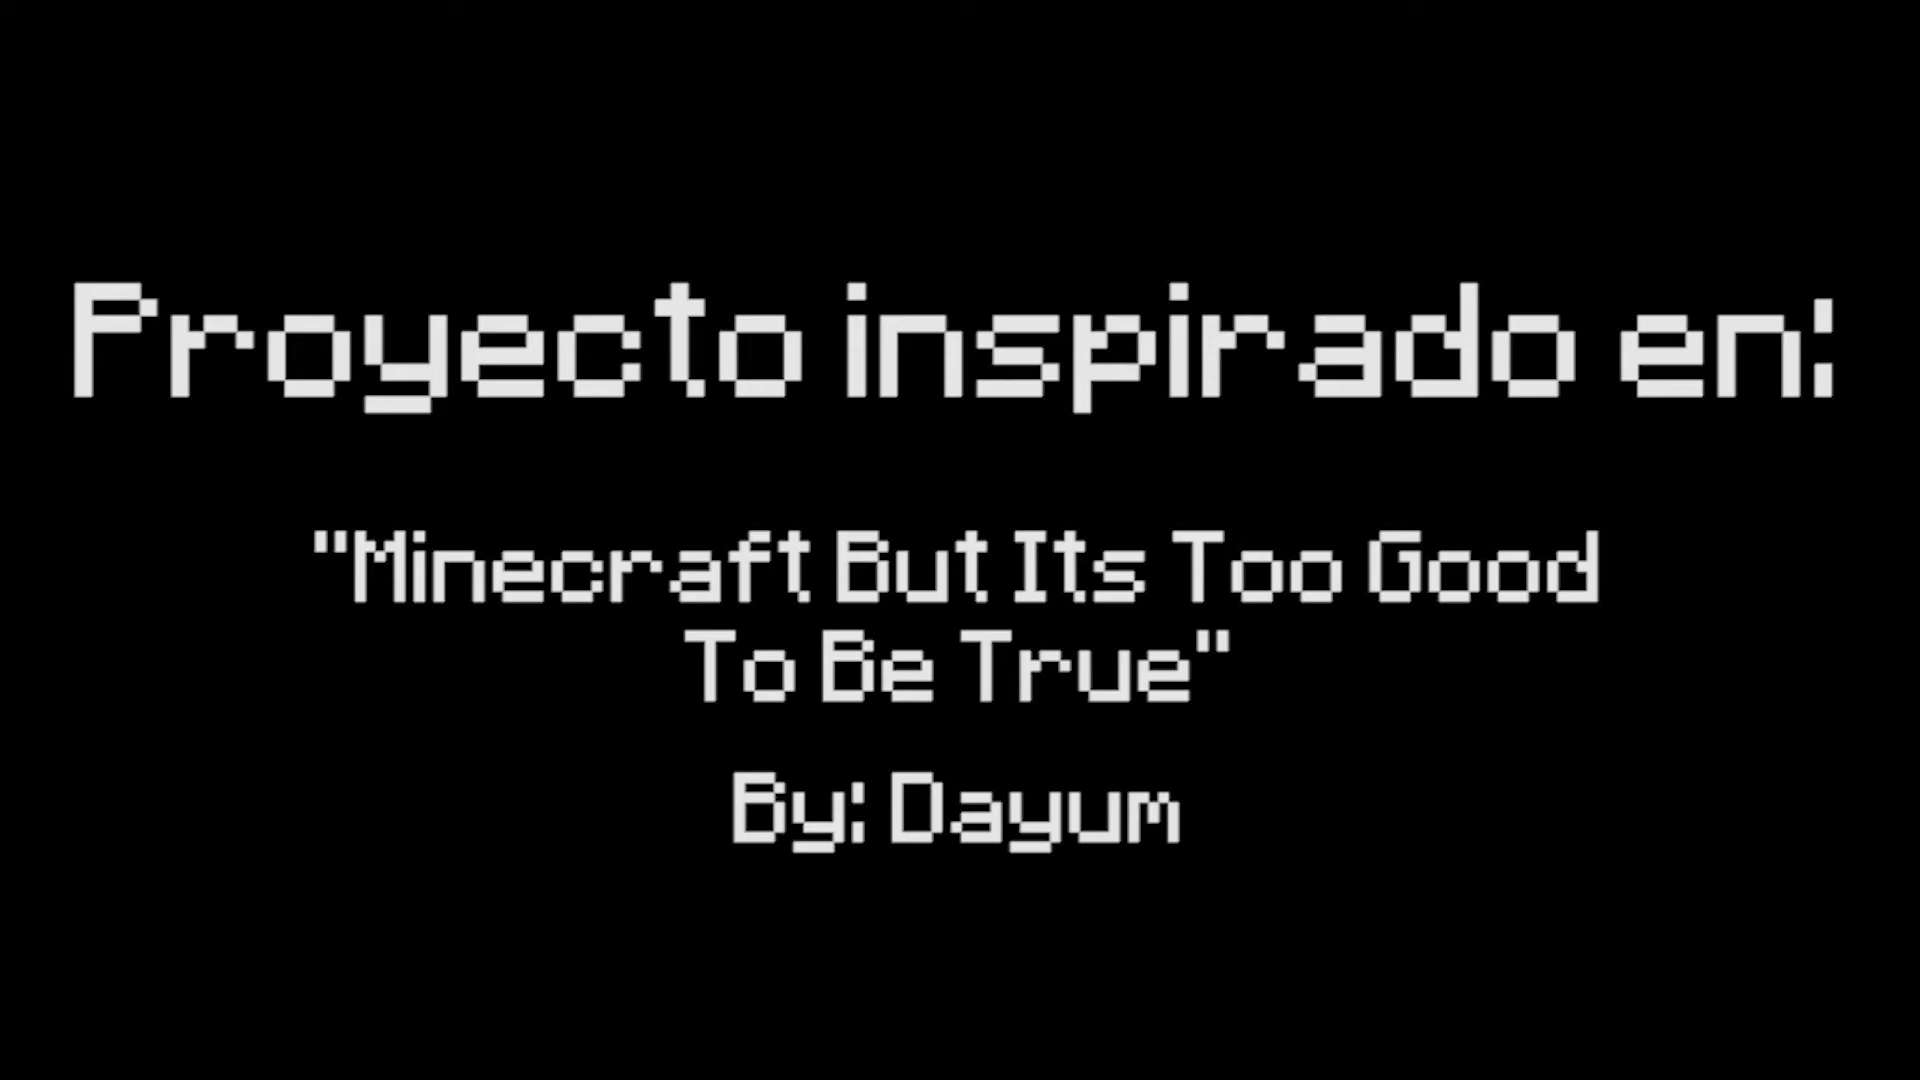 Proyecto inspirado en:
"Minecraft But Its Too Good
To Be True"
By: Dayum